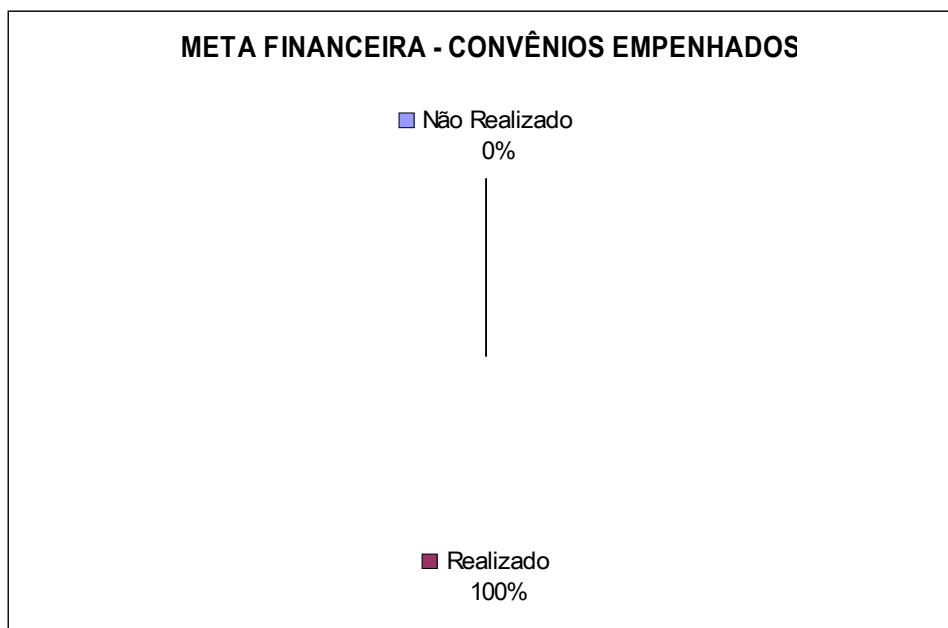 META FINANCEIRA - CONVÊNIOS EMPENHADOS
Não Realizado
0%
Realizado
100%